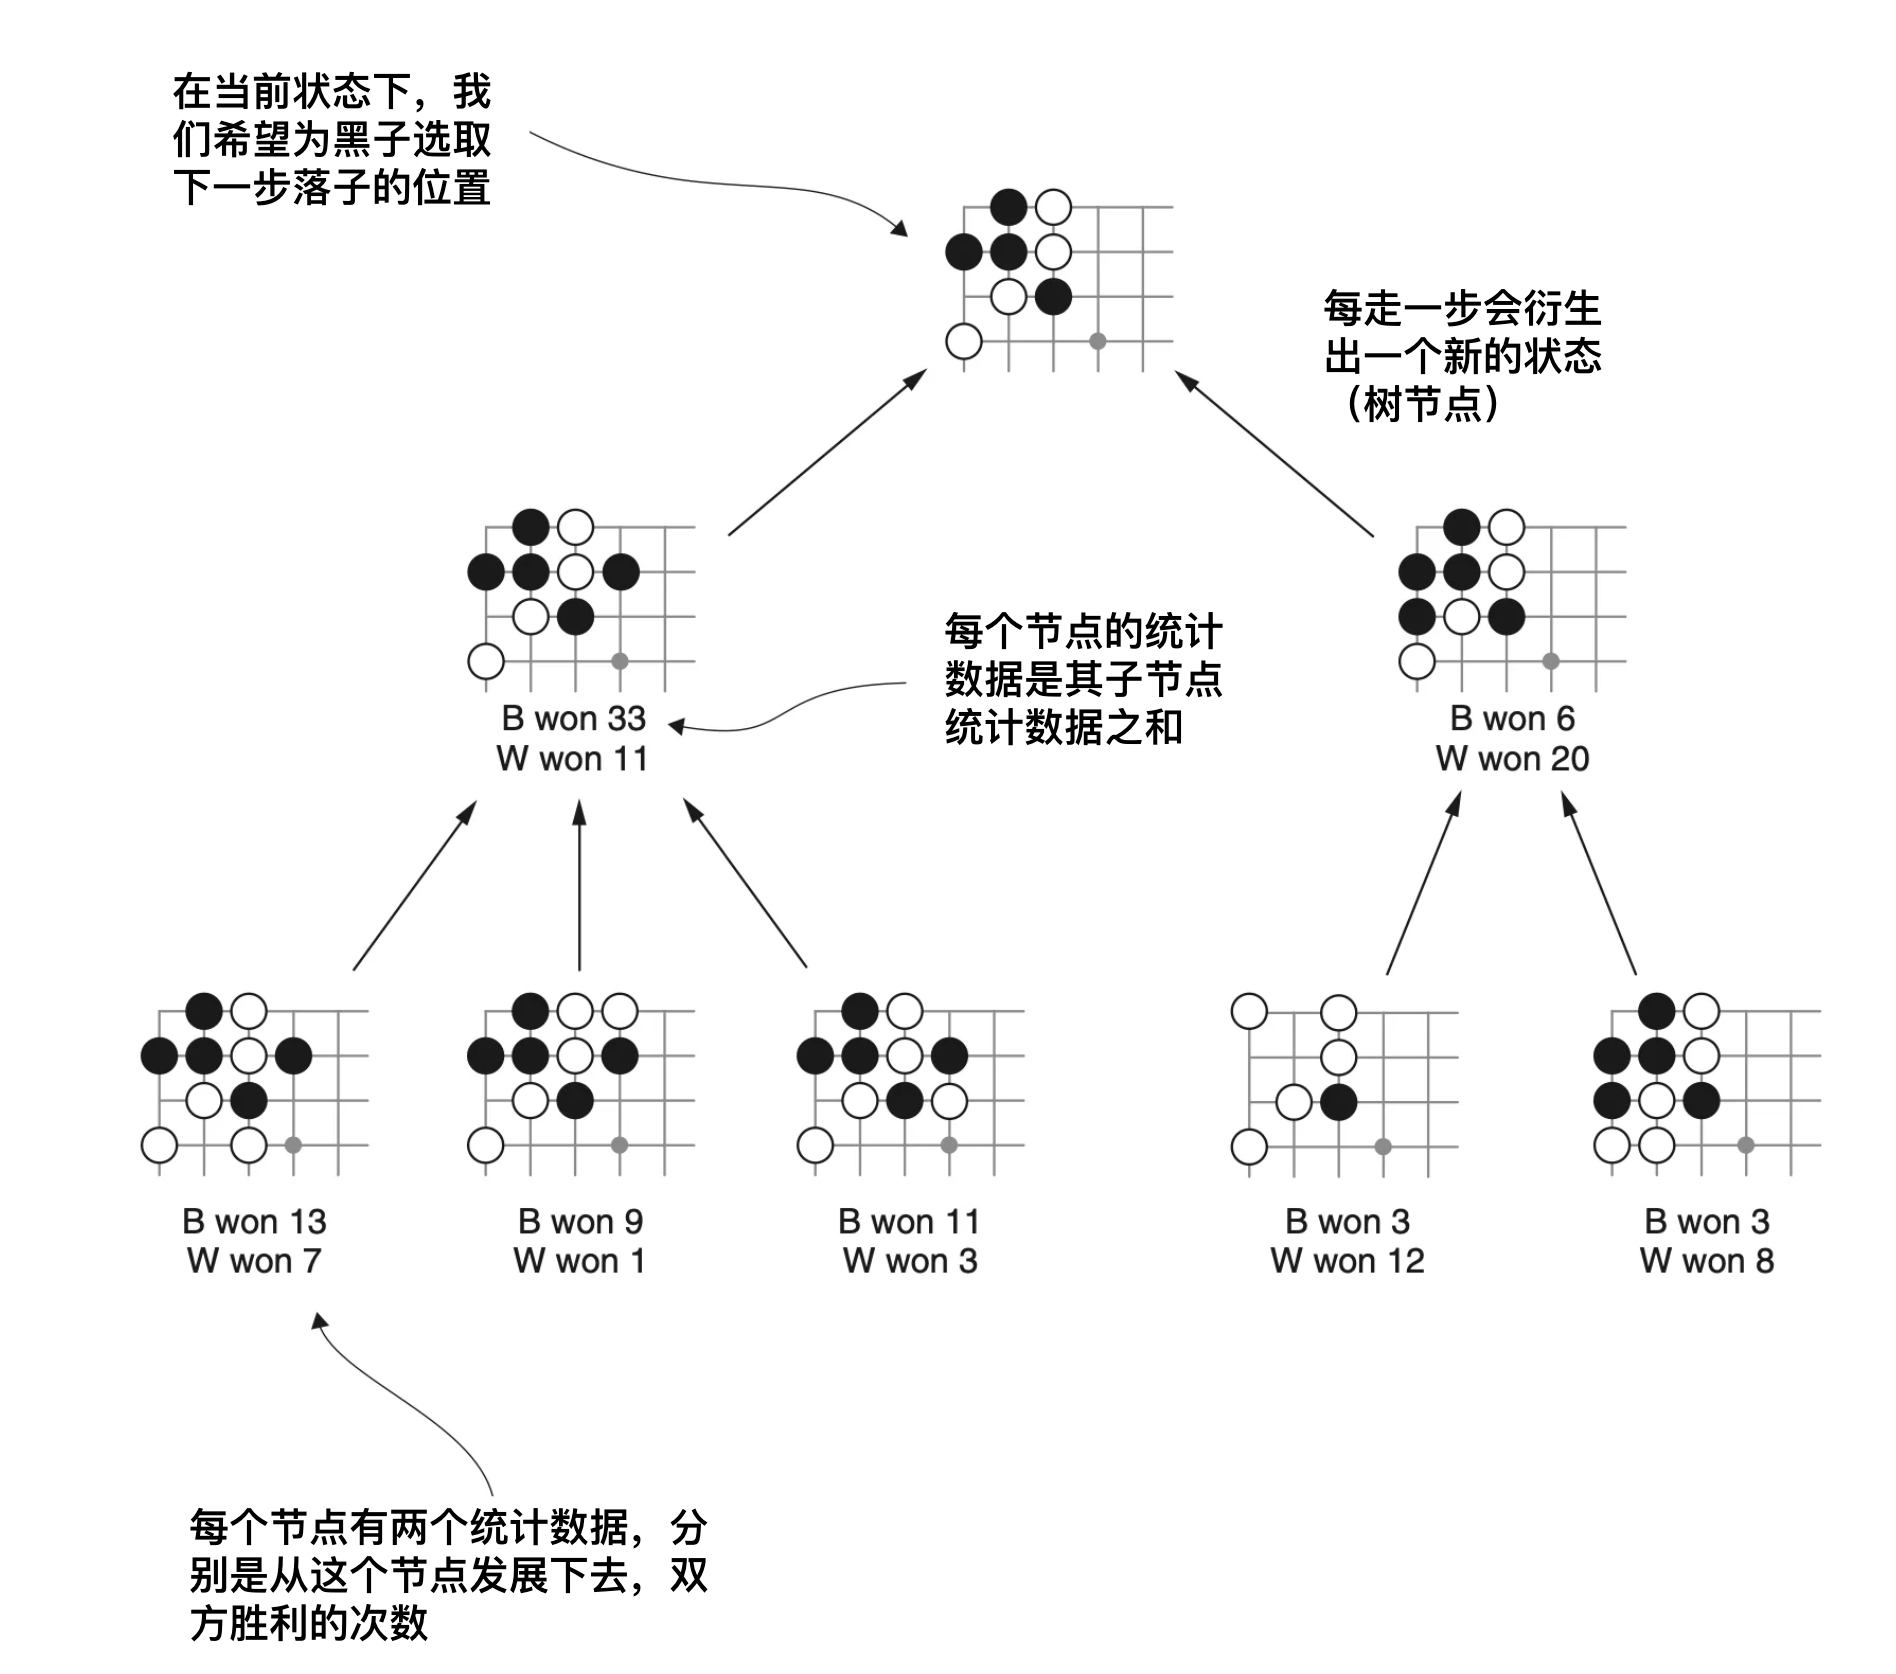 在当前状态下，我
们希望为黑子选取
下一步落子的位置
每走一步会衍生
出一个新的状态
（树节点）
每个节点的统计
数据是其子节点
统计数据之和
B won 33
W won 11
B won 6
W won 20
B won 13
W won 7
B won 9
W won 1
B won 11
W won 3
B won 3
W won 12
B won 3
W won 8
每个节点有两个统计数据，分
别是从这个节点发展下去，双
方胜利的次数